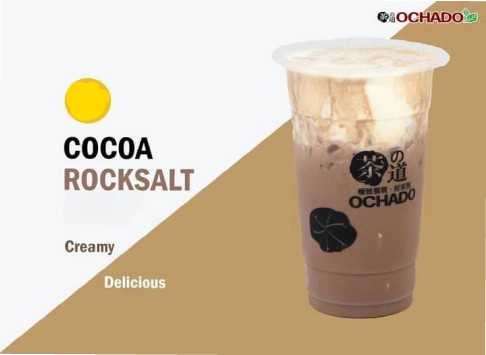 茶の道 OCHADO
COCOA
ROCKSALT
Creamy
Delicious
茶の道
OCHADO